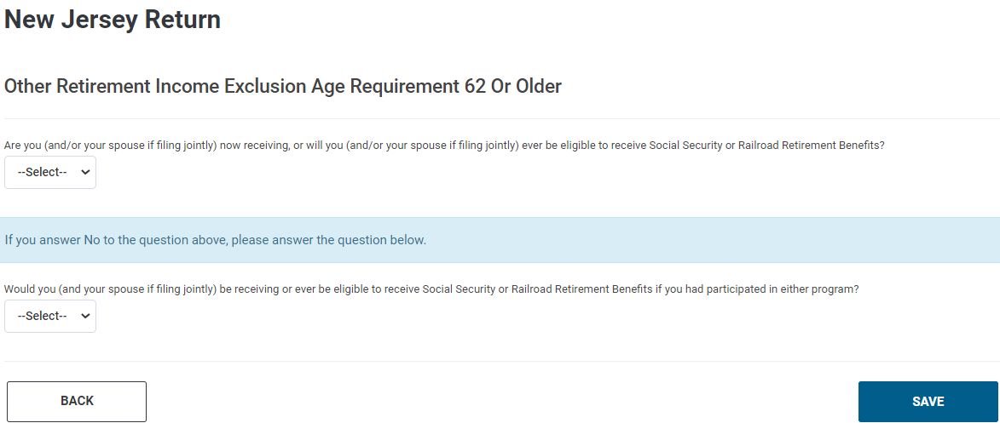 New Jersey Return
Other Retirement Income Exclusion Age Requirement 62 Or Older
Are you (and/or your spouse if filing jointly) now receiving, or will you (and/or your spouse if filing jointly) ever be eligible to receive Social Security or Railroad Retirement Benefits?
--Select--
If you answer No to the question above, please answer the question below.
Would you (and your spouse if filing jointly) be receiving or ever be eligible to receive Social Security or Railroad Retirement Benefits if you had participated in either program?
--Select--
BACK
SAVE